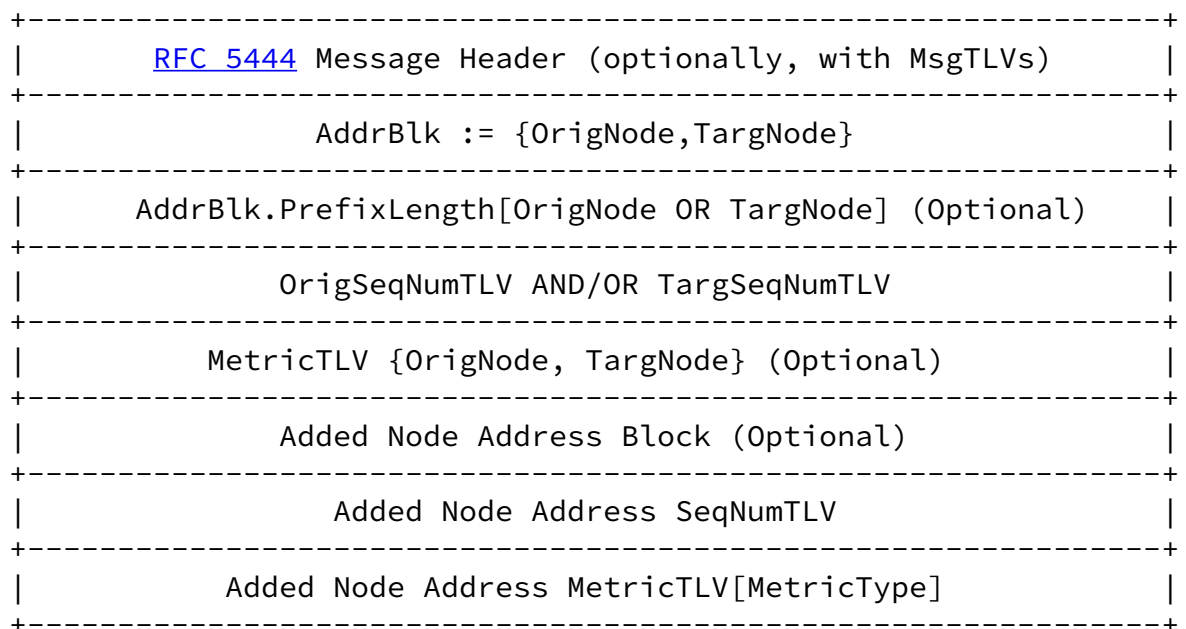 +---------------------------------------------------------------+
| RFC 5444 Message Header (optionally, with MsgTLVs) |
+---------------------------------------------------------------+
| AddrBlk := {OrigNode,TargNode} |
+---------------------------------------------------------------+
| AddrBlk.PrefixLength[OrigNode OR TargNode] (Optional) |
+---------------------------------------------------------------+
| OrigSeqNumTLV AND/OR TargSeqNumTLV |
+---------------------------------------------------------------+
| MetricTLV {OrigNode, TargNode} (Optional) |
+---------------------------------------------------------------+
| Added Node Address Block (Optional) |
+---------------------------------------------------------------+
| Added Node Address SeqNumTLV |
+---------------------------------------------------------------+
| Added Node Address MetricTLV[MetricType] |
+---------------------------------------------------------------+